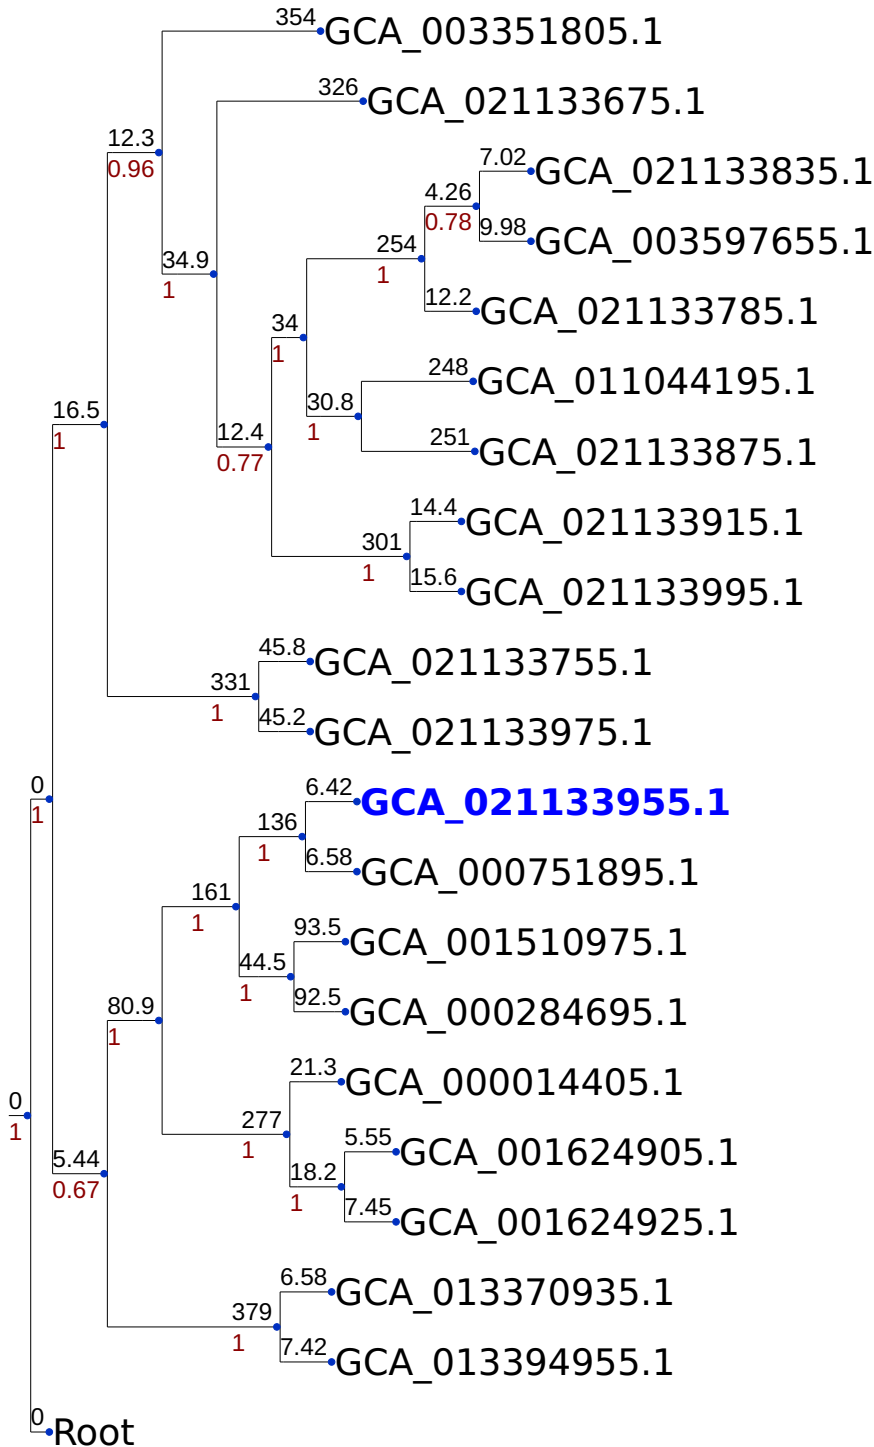 354
GCA_003351805.1
326
GCA_021133675.1
12.3
0.96
7.02
GCA_021133835.1
4.26
0.78
9.98
GCA_003597655.1
254
1
34.9
1
12.2
GCA_021133785.1
34
1
248
GCA_011044195.1
30.8
1
16.5
1
12.4
0.77
251
GCA_021133875.1
14.4
GCA_021133915.1
301
1
15.6
GCA_021133995.1
45.8
GCA_021133755.1
331
1
45.2
GCA_021133975.1
0
1
6.42
GCA_021133955.1
136
1
6.58
GCA_000751895.1
161
1
93.5
GCA_001510975.1
44.5
1
92.5
GCA_000284695.1
80.9
1
21.3
GCA_000014405.1
0
1
277
1
5.55
GCA_001624905.1
5.44
0.67
18.2
1
7.45
GCA_001624925.1
6.58
GCA_013370935.1
379
1
7.42
GCA_013394955.1
0
Root